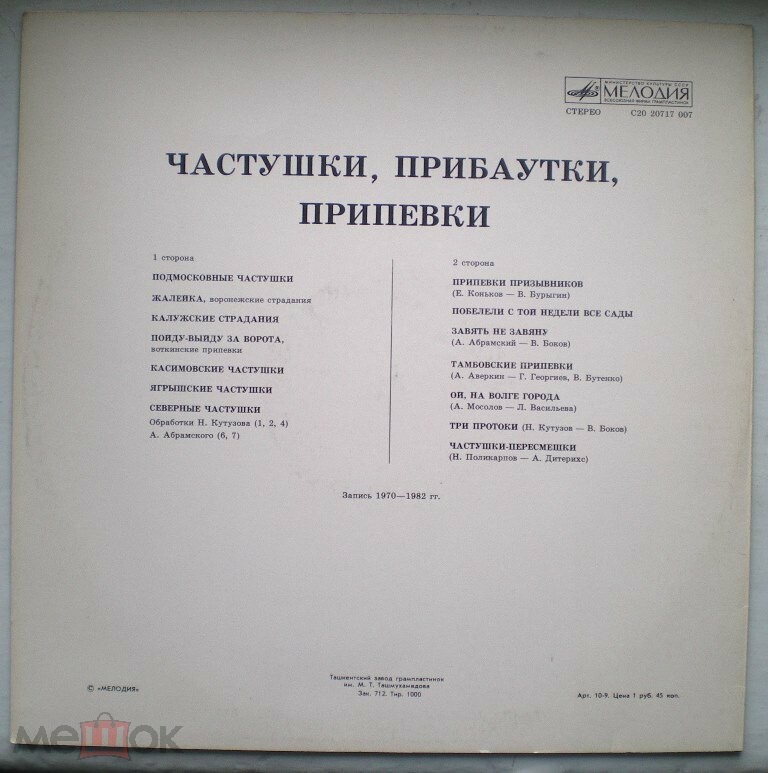 МИНИСТЕРСТВО КУЛЬТУРЫ СССР
МЕЛОДИЯ
ВСЕСОЮЗНАЯ ФИРМА ГРАМПЛАСТИНОК
СТЕРЕО С20 20717 007
ЧАСТУШКИ, ПРИБАУТКИ,
ПРИПЕВКИ
1 сторона
ПОДМОСКОВНЫЕ ЧАСТУШКИ
ЖАЛЕЙКА, воронежские страдания
КАЛУЖСКИЕ СТРАДАНИЯ
ПОЙДУ-ВЫЙДУ ЗА ВОРОТА,
воткинские припевки
КАСИМОВСКИЕ ЧАСТУШКИ
ЯГРЫШСКИЕ ЧАСТУШКИ
СЕВЕРНЫЕ ЧАСТУШКИ
Обработки Н. Кутузова (1, 2, 4)
А. Абрамского (6, 7)
2 сторона
ПРИПЕВКИ ПРИЗЫВНИКОВ
(Е. Коньков — В. Бурыгин)
ПОБЕЛЕЛИ С ТОЙ НЕДЕЛИ ВСЕ САДЫ
ЗАВЯТЬ НЕ ЗАВЯНУ
(А. Абрамский — В. Боков)
ТАМБОВСКИЕ ПРИПЕВКИ
(А. Аверкин — Г. Георгиев, В. Бутенко)
ОЙ, НА ВОЛГЕ ГОРОДА
(А. Мосолов — Л. Васильева)
ТРИ ПРОТОКИ (Н. Кутузов — В. Боков)
ЧАСТУШКИ-ПЕРЕСМЕШКИ
(Н. Поликарпов — А. Дитерихс)
Запись 1970—1982 гг.
© «МЕЛОДИЯ»
Ташкентский завод грампластинок
им. М. Т. Ташмухамедова
Зак. 712. Тир. 1000
Арт. 10-9. Цена 1 руб. 45 коп.
мешок